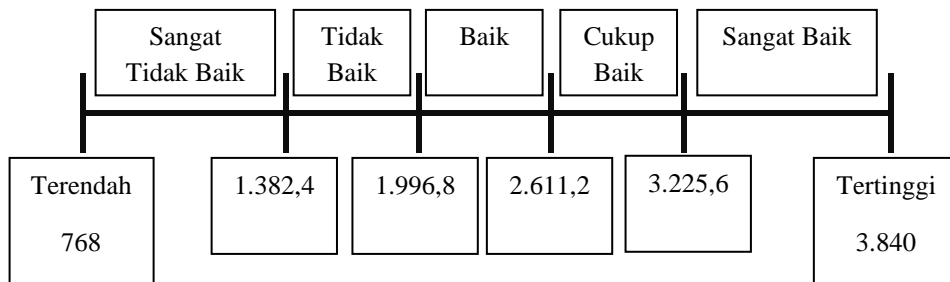 Sangat
Tidak Baik
Tidak
Baik
Baik
Cukup
Baik
Sangat Baik
Terendah
768
1.382,4
1.996,8
2.611,2
3.225,6
Tertinggi
3.840